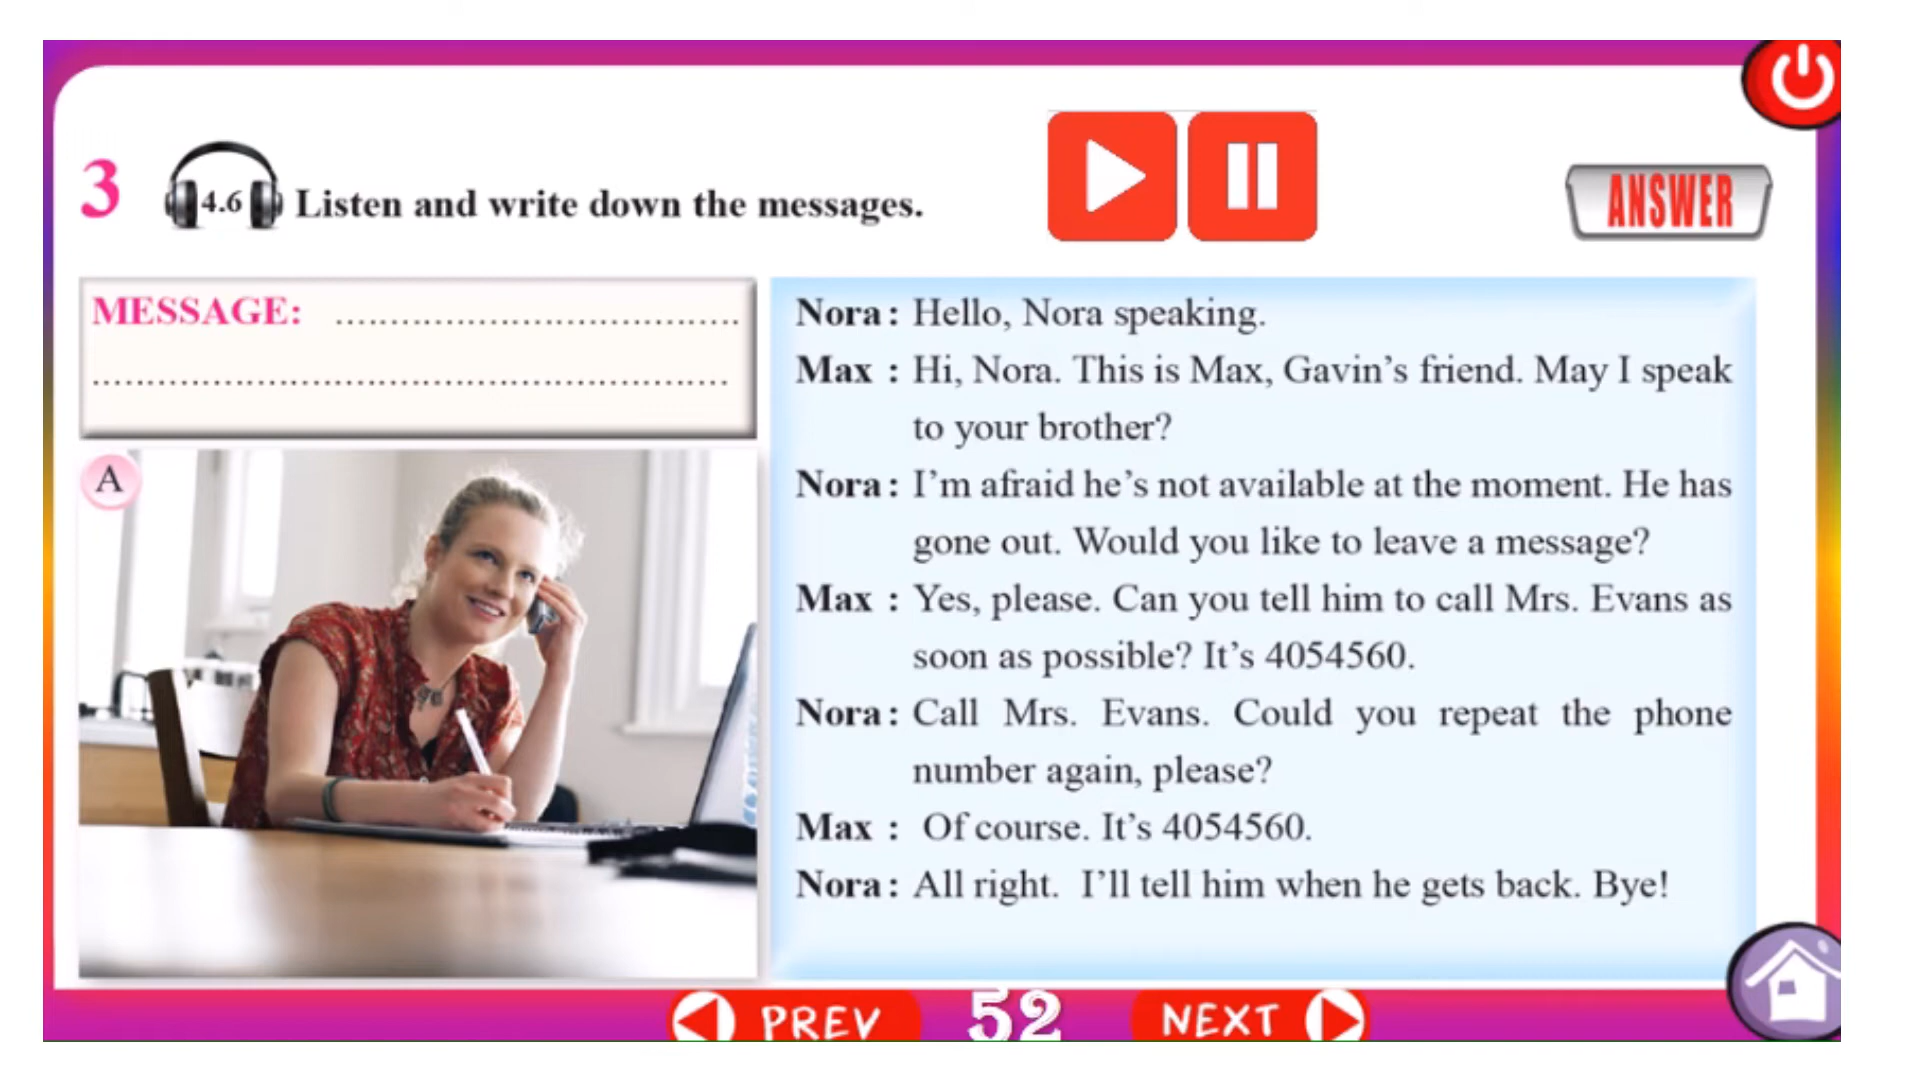 3 4.6 Listen and write down the messages.
ANSWER
MESSAGE: ........................................
................................................................
A
Nora : Hello, Nora speaking.
Max : Hi, Nora. This is Max, Gavin's friend. May I speak
to your brother?
Nora : I'm afraid he's not available at the moment. He has
gone out. Would you like to leave a message?
Max : Yes, please. Can you tell him to call Mrs. Evans as
soon as possible? It's 4054560.
Nora : Call Mrs. Evans. Could you repeat the phone
number again, please?
Max : Of course. It's 4054560.
Nora : All right. I'll tell him when he gets back. Bye!
PREV 52 NEXT